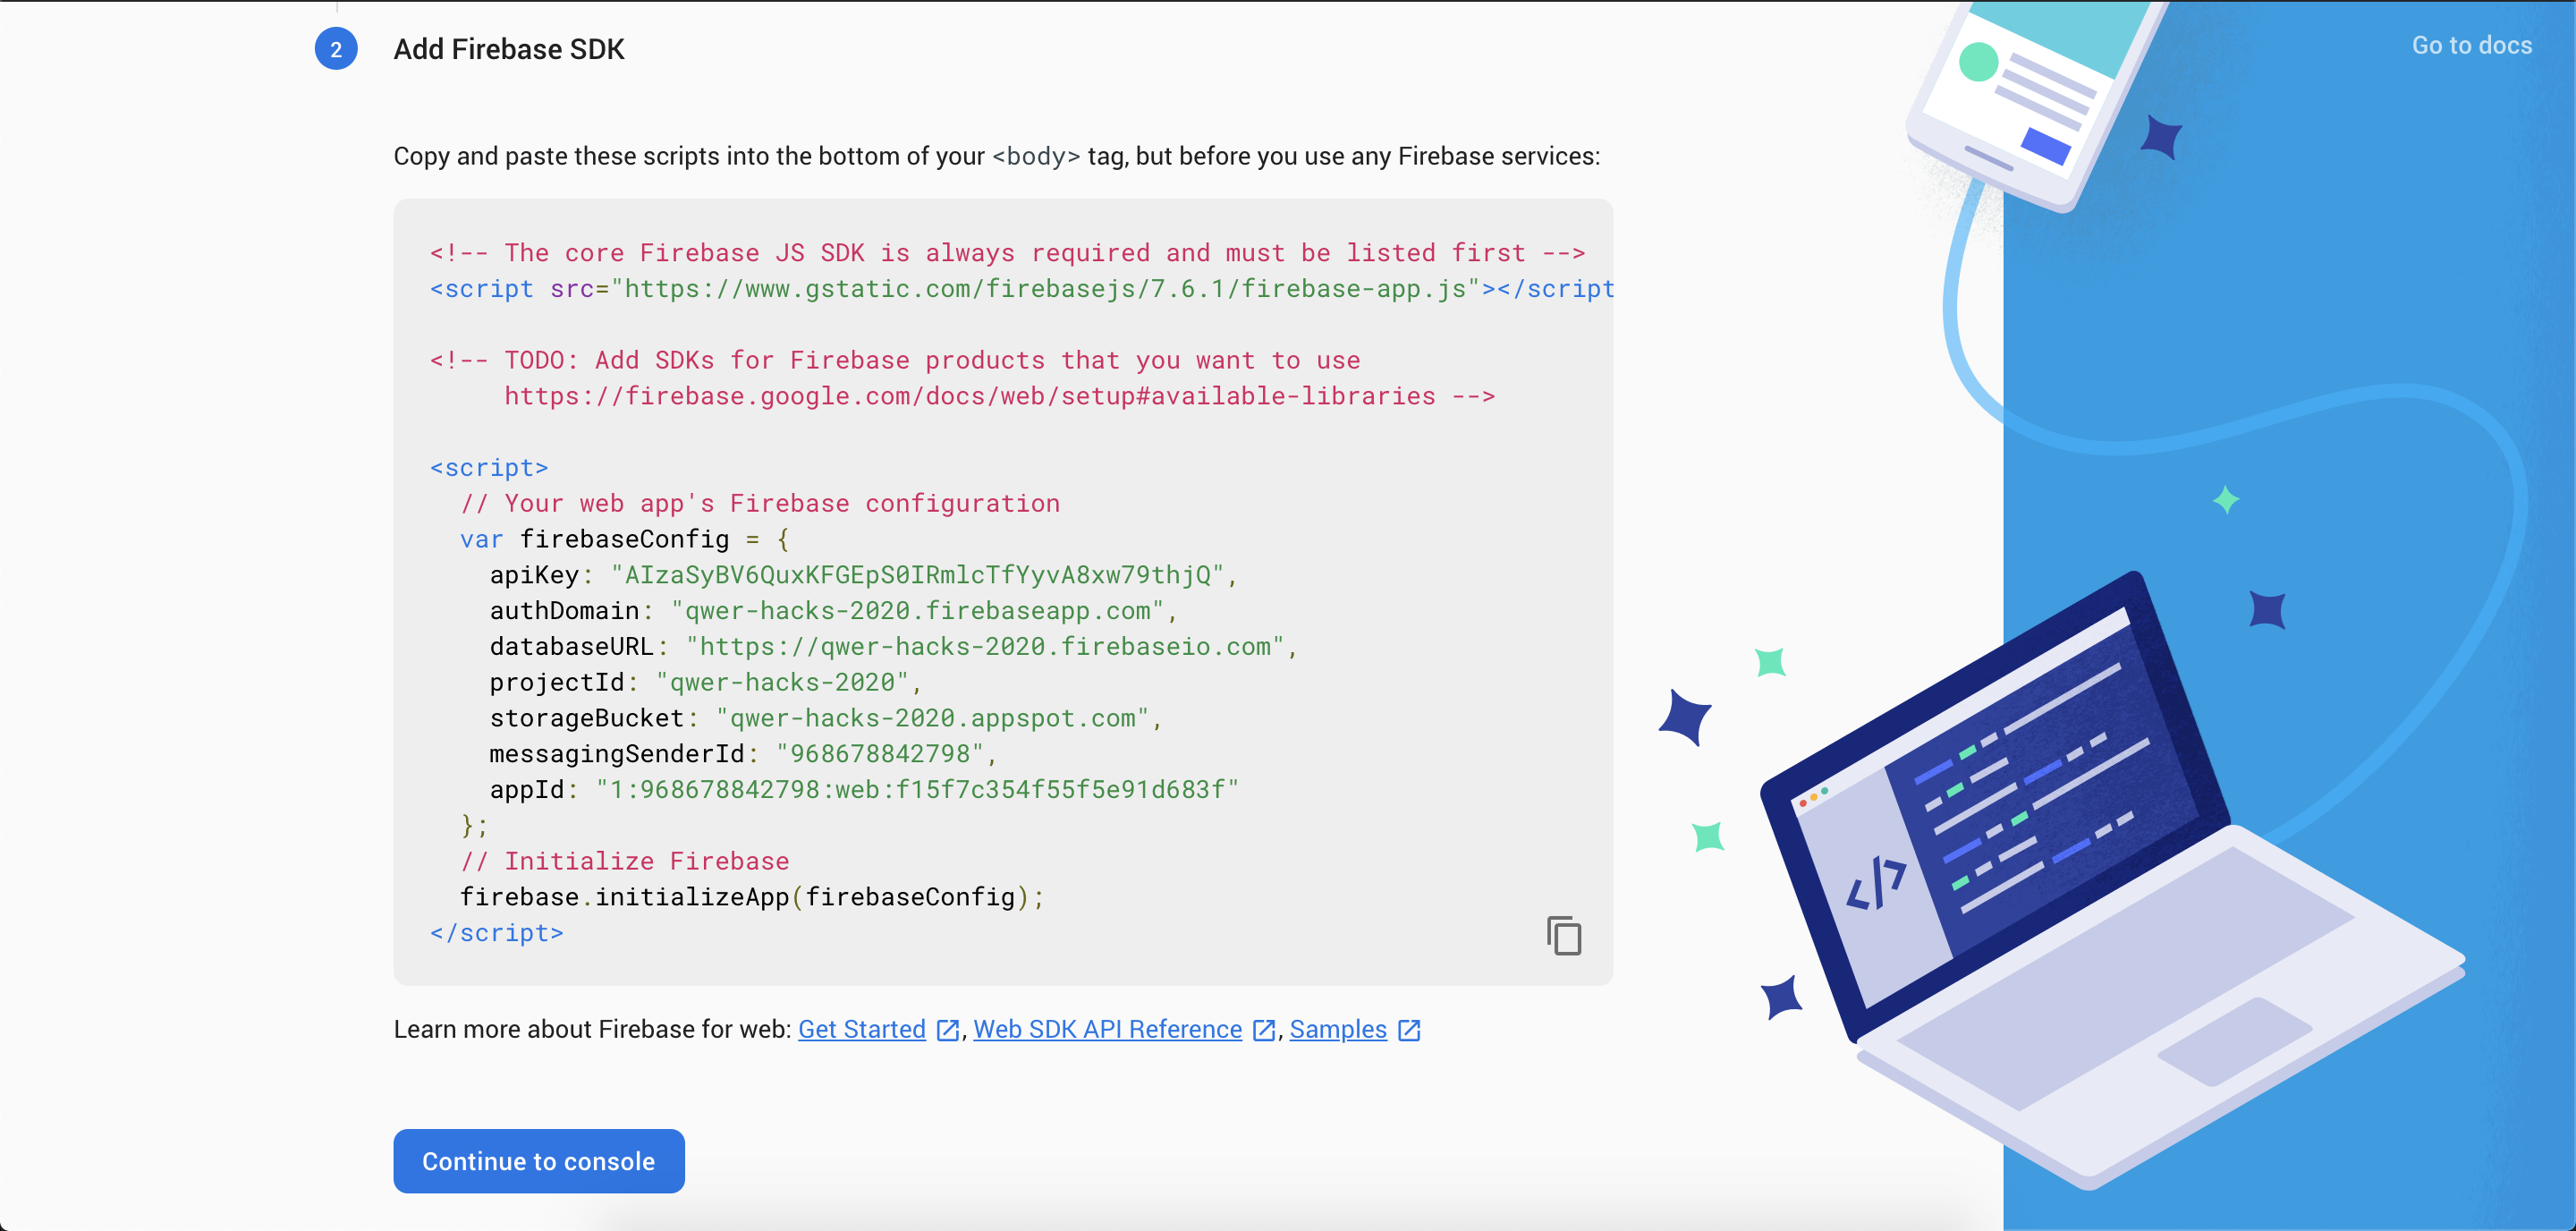 2 Add Firebase SDK
Go to docs
Copy and paste these scripts into the bottom of your <body> tag, but before you use any Firebase services:
<!-- The core Firebase JS SDK is always required and must be listed first -->
<script src="https://www.gstatic.com/firebasejs/7.6.1/firebase-app.js"></script
<!-- TODO: Add SDKs for Firebase products that you want to use
https://firebase.google.com/docs/web/setup#available-libraries -->
<script>
// Your web app's Firebase configuration
var firebaseConfig = {
apiKey: "AIzaSyBV6QuxKFGEpS0IRmlcTfYyvA8xw79thjQ",
authDomain: "qwer-hacks-2020.firebaseapp.com",
databaseURL: "https://qwer-hacks-2020.firebaseio.com",
projectId: "qwer-hacks-2020",
storageBucket: "qwer-hacks-2020.appspot.com",
messagingSenderId: "968678842798",
appId: "1:968678842798:web:f15f7c354f55f5e91d683f"
};
// Initialize Firebase
firebase.initializeApp(firebaseConfig);
</script>
Learn more about Firebase for web: Get Started, Web SDK API Reference, Samples
Continue to console